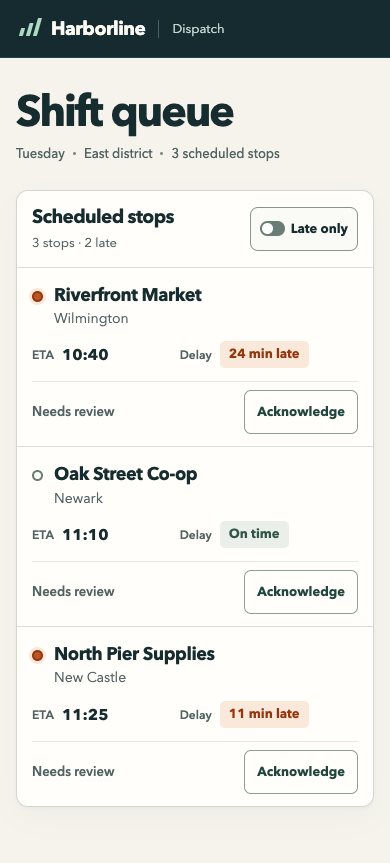 Harborline Dispatch
Shift queue
Tuesday • East district • 3 scheduled stops
Scheduled stops
3 stops · 2 late
Late only
Riverfront Market
Wilmington
ETA 10:40 Delay 24 min late
Needs review Acknowledge
Oak Street Co-op
Newark
ETA 11:10 Delay On time
Needs review Acknowledge
North Pier Supplies
New Castle
ETA 11:25 Delay 11 min late
Needs review Acknowledge